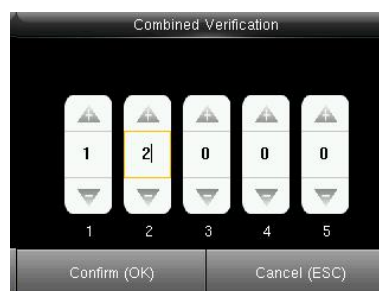 Combined Verification
1 2 0 0 0
1 2 3 4 5
Confirm (OK) Cancel (ESC)